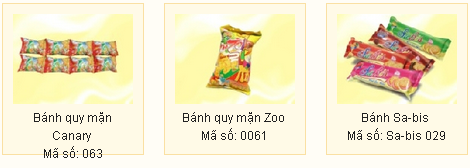 Bánh quy mặn
Canary
Mã số: 063
Bánh quy mặn Zoo
Mã số: 0061
Bánh Sa-bis
Mã số: Sa-bis 029